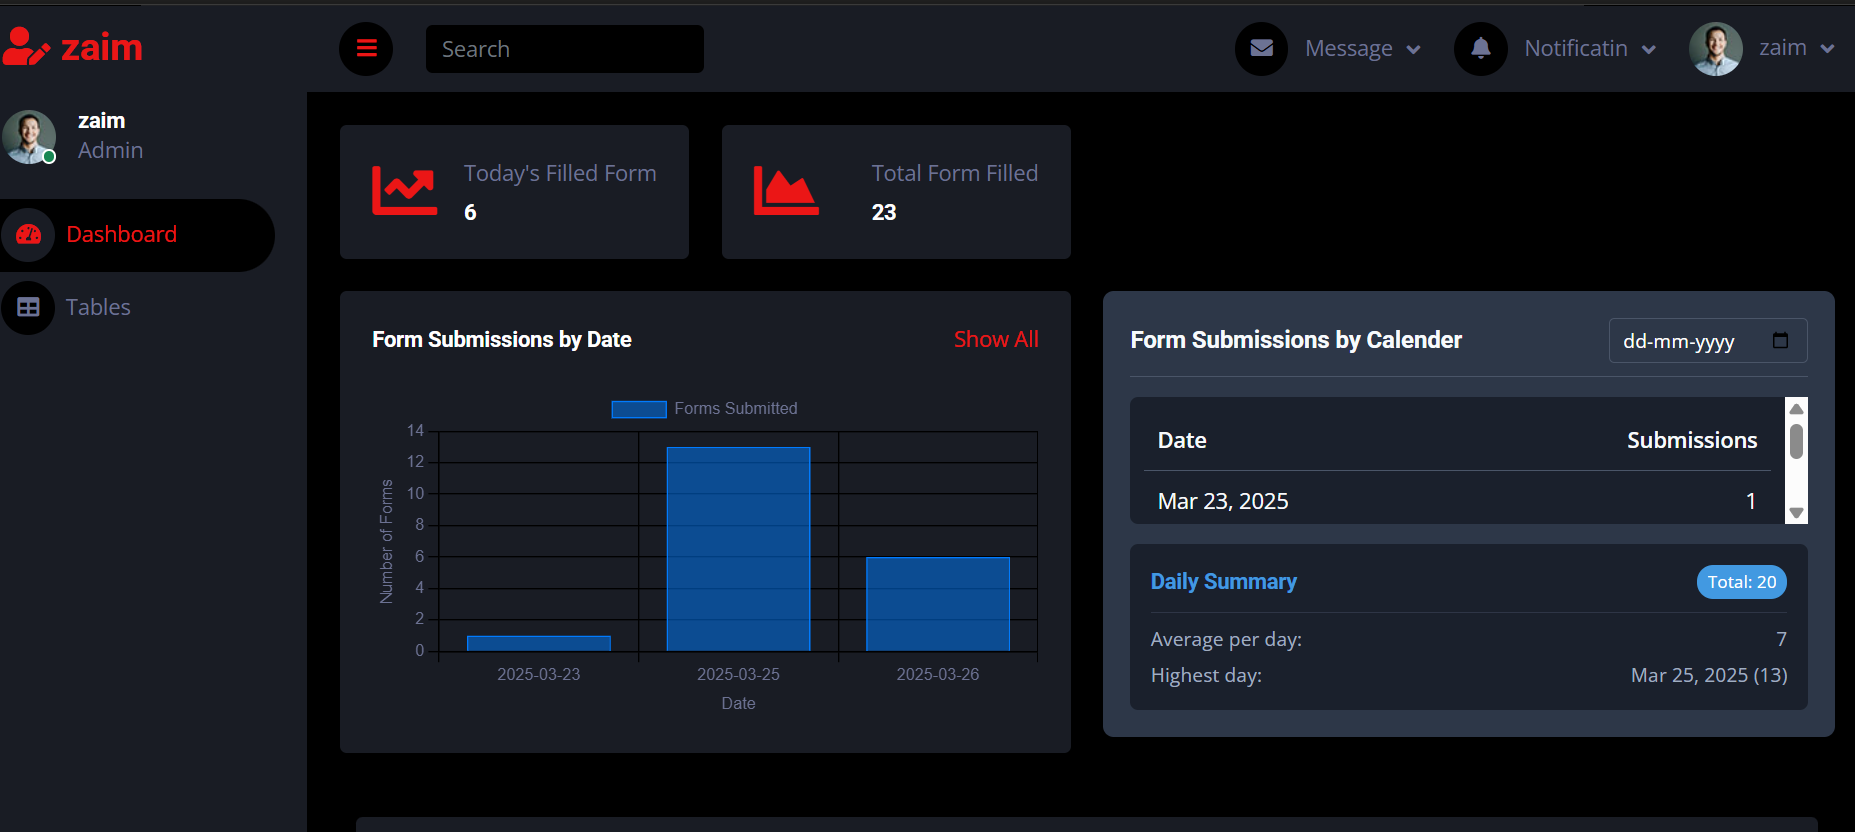 zaim
Search
Message
Notificatin
zaim
zaim
Admin
Dashboard
Tables
Today's Filled Form
6
Total Form Filled
23
Form Submissions by Date
Show All
Forms Submitted
14
12
10
8
6
4
2
0
Number of Forms
2025-03-23
2025-03-25
2025-03-26
Date
Form Submissions by Calender
dd-mm-yyyy
Date Submissions
Mar 23, 2025 1
Daily Summary
Total: 20
Average per day: 7
Highest day: Mar 25, 2025 (13)